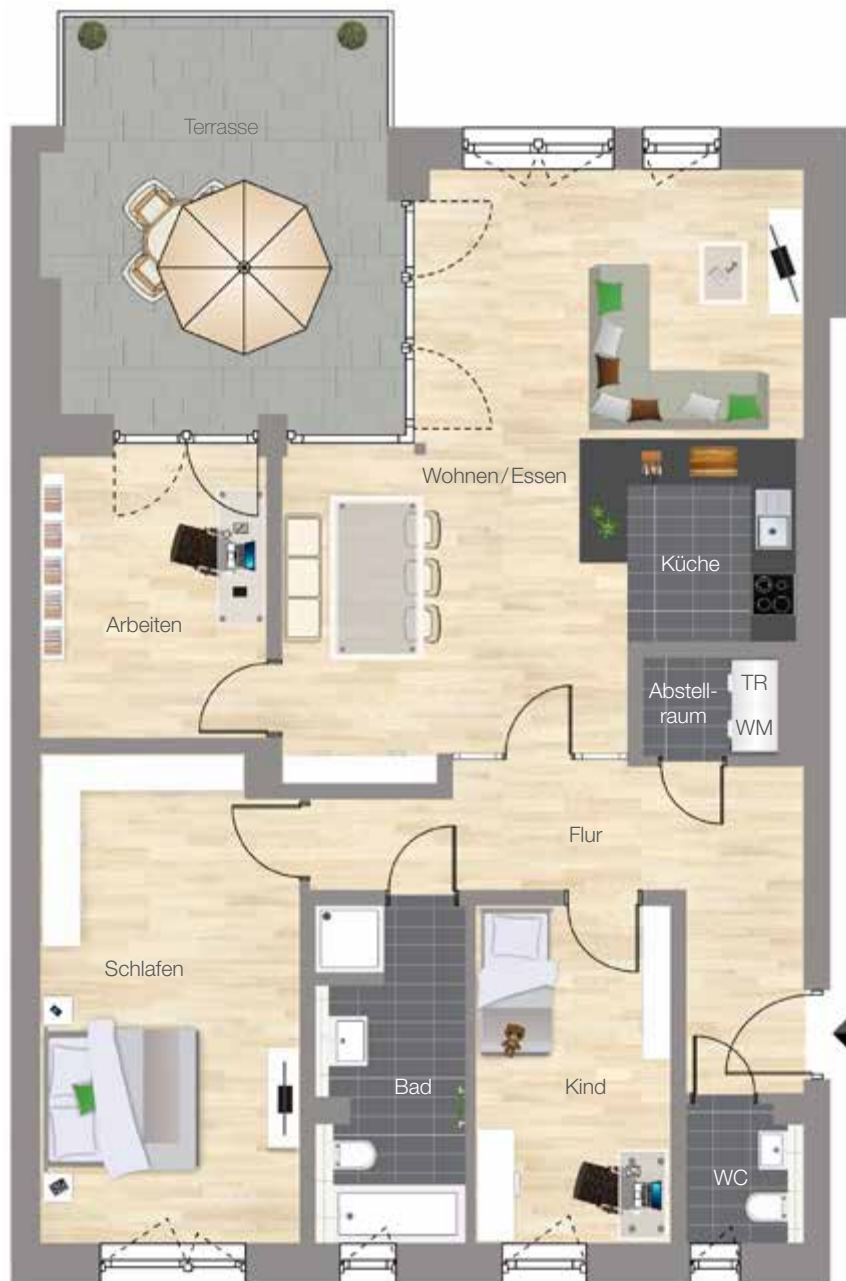 Terrasse
Wohnen/Essen
Küche
Arbeiten
Abstell-
raum
TR
WM
Flur
Schlafen
Bad
Kind
WC